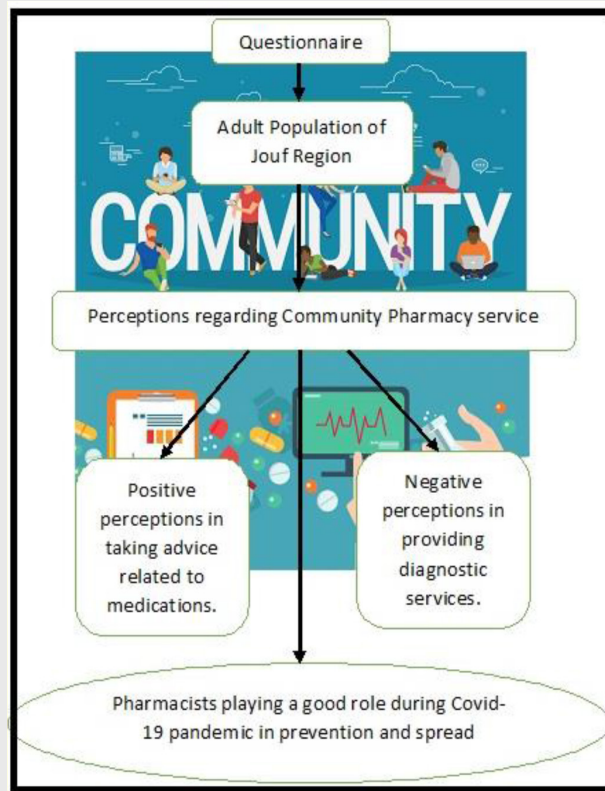 Questionnaire
Adult Population of
Jouf Region
COMMUNITY
Perceptions regarding Community Pharmacy service
Positive
perceptions in
taking advice
related to
medications.
Negative
perceptions in
providing
diagnostic
services.
Pharmacists playing a good role during Covid-
19 pandemic in prevention and spread